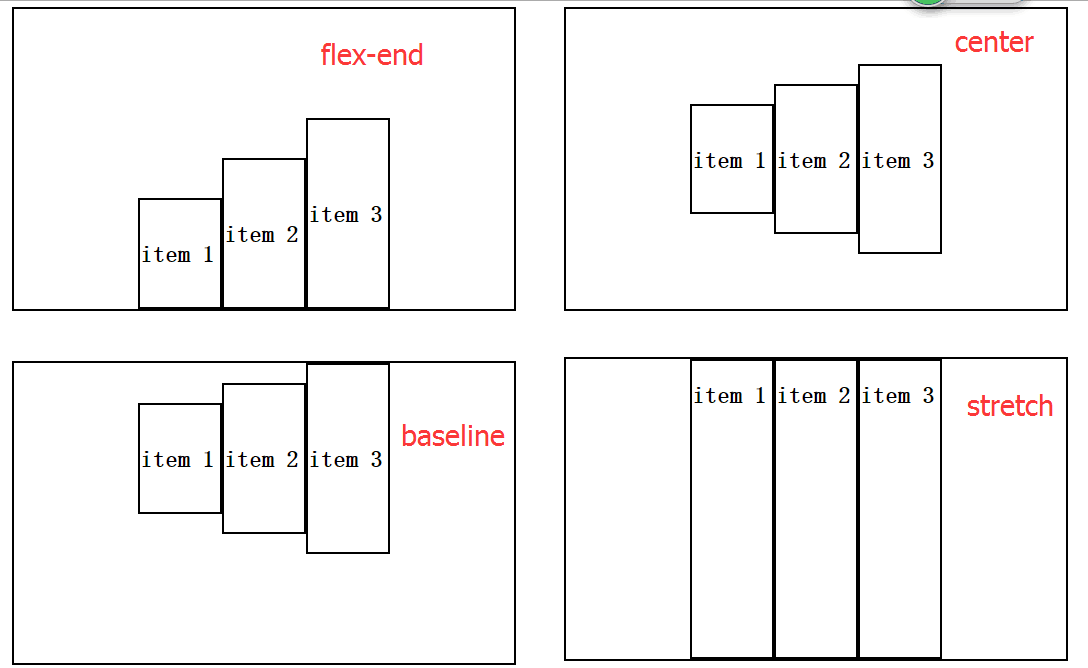 flex-end
item 1
item 2
item 3
center
item 1 item 2 item 3
baseline
item 1 item 2 item 3
stretch
item 1 item 2 item 3